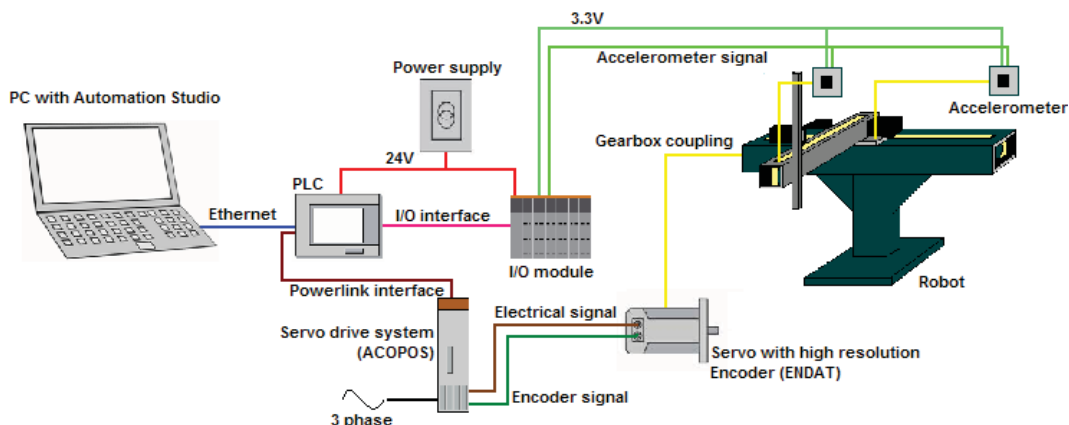 3.3V
Accelerometer signal
Power supply
PC with Automation Studio
Accelerometer
Gearbox coupling
24V
PLC
Ethernet
I/O interface
I/O module
Robot
Powerlink interface
Electrical signal
Servo drive system
(ACOPOS)
Servo with high resolution
Encoder (ENDAT)
Encoder signal
3 phase